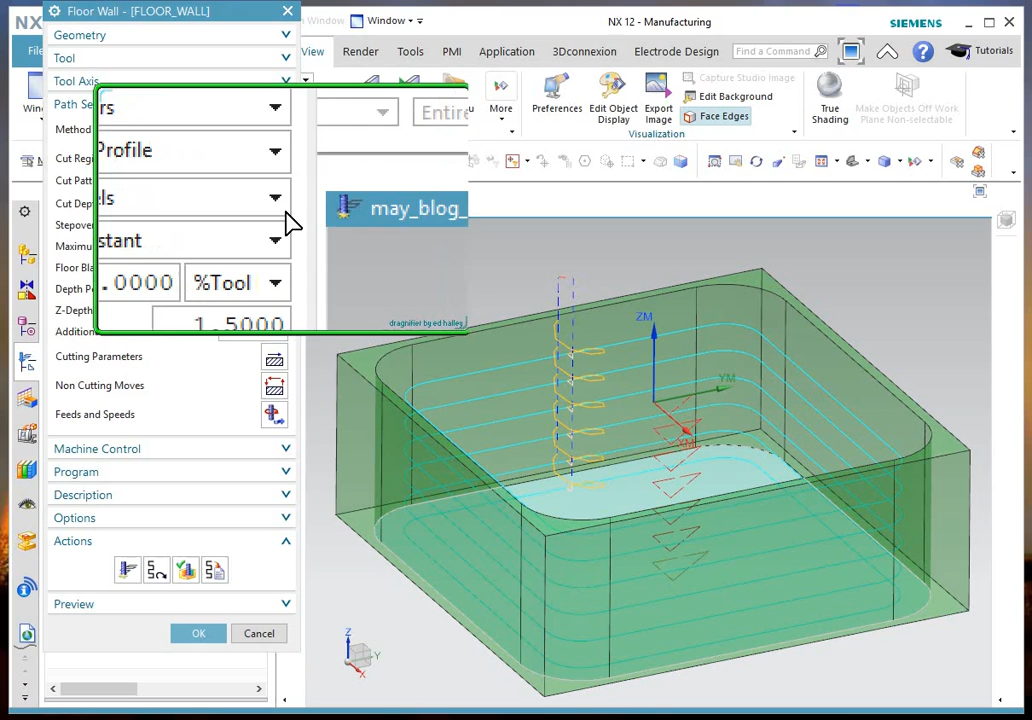 Floor Wall - [FLOOR_WALL]
NX
Window
NX 12 - Manufacturing
SIEMENS
Geometry
Tool
Tool Axis
View
Render
Tools
PMI
Application
3Dconnexion
Electrode Design
Find a Command
Tutorials
More
Preferences
Edit Object
Display
Export
Image
Capture Studio Image
Edit Background
Face Edges
Visualization
True
Shading
Make Objects Off Work
Plane Non-selectable
Path Se
Method
Cut Regi
Cut Patt
Cut Dep
Stepove
Maximu
Floor Bla
Depth Pe
Z-Depth
Addition
rs
Profile
els
stant
.0000
%Tool
1.5000
Entire
may_blog_
dragnifier by ed halley
Cutting Parameters
Non Cutting Moves
Feeds and Speeds
Machine Control
Program
Description
Options
Actions
Preview
OK
Cancel
ZM
YM
XM
Z
Y
X